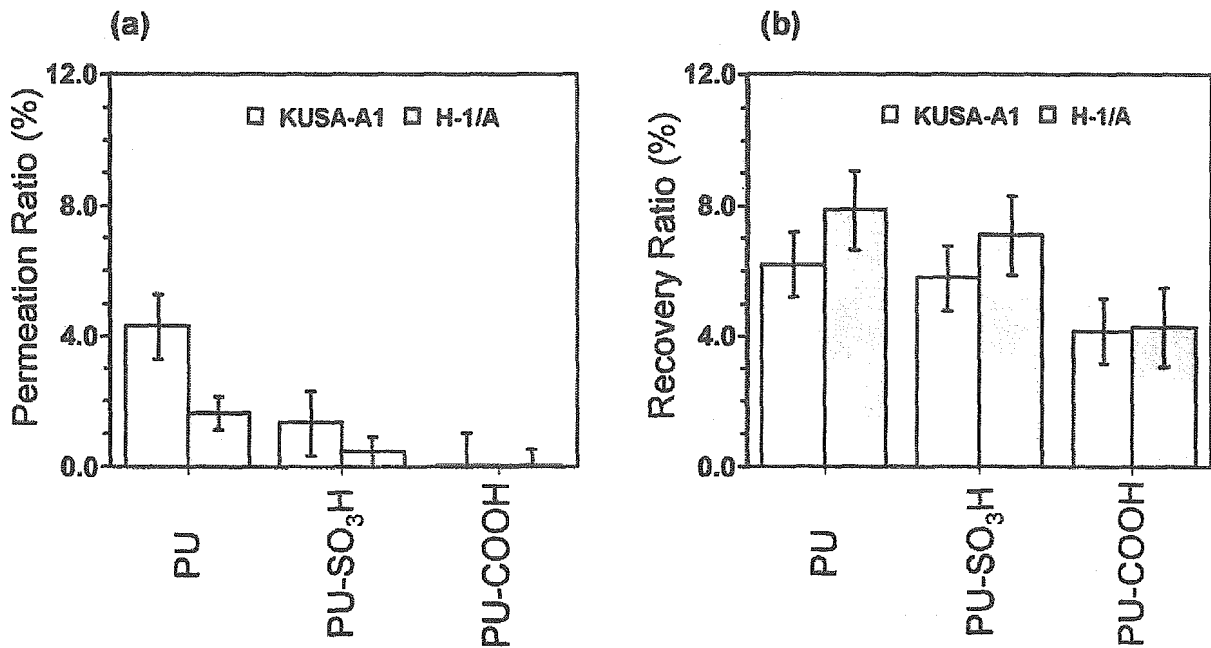 (a)
Permeation Ratio (%)
12.0
8.0
4.0
0.0
KUSA-A1 H-1/A
PU
PU-SO₃H
PU-COOH
(b)
Recovery Ratio (%)
12.0
8.0
4.0
0.0
KUSA-A1 H-1/A
PU
PU-SO₃H
PU-COOH